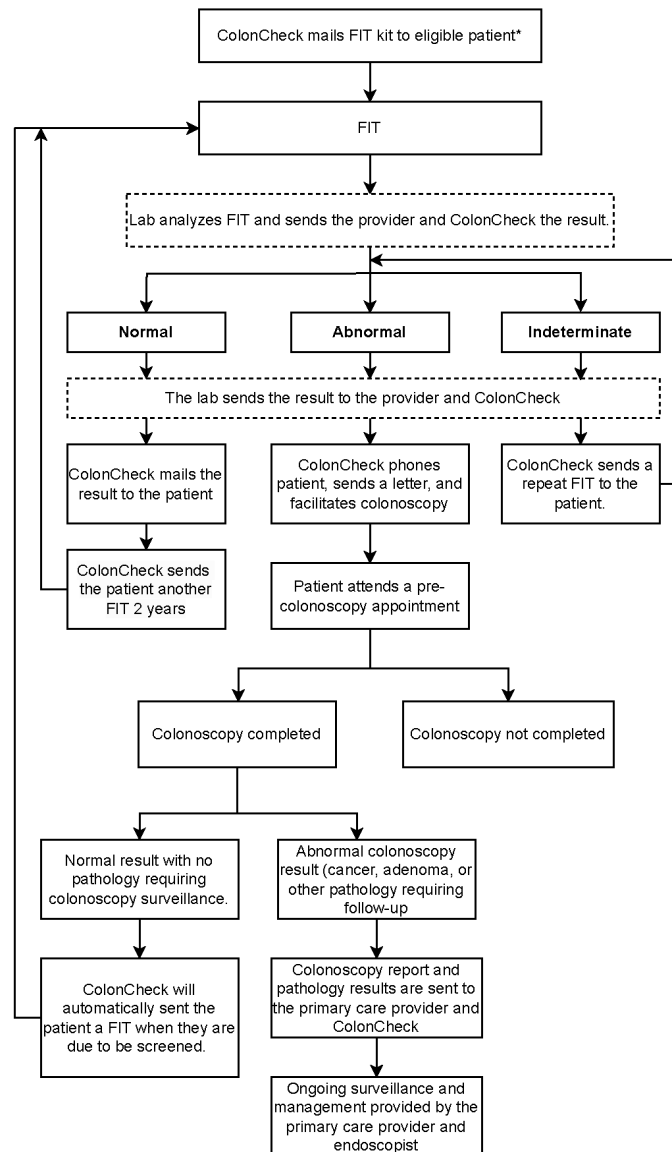 ColonCheck mails FIT kit to eligible patient*
FIT
Lab analyzes FIT and sends the provider and ColonCheck the result.
Normal
Abnormal
Indeterminate
The lab sends the result to the provider and ColonCheck
ColonCheck mails the
result to the patient
ColonCheck phones
patient, sends a letter, and
facilitates colonoscopy
ColonCheck sends a
repeat FIT to the
patient.
ColonCheck sends
the patient another
FIT 2 years
Patient attends a pre-
colonoscopy appointment
Colonoscopy completed
Colonoscopy not completed
Normal result with no
pathology requiring
colonoscopy surveillance.
Abnormal colonoscopy
result (cancer, adenoma, or
other pathology requiring
follow-up
ColonCheck will
automatically sent the
patient a FIT when they are
due to be screened.
Colonoscopy report and
pathology results are sent to
the primary care provider and
ColonCheck
Ongoing surveillance and
management provided by the
primary care provider and
endoscopist